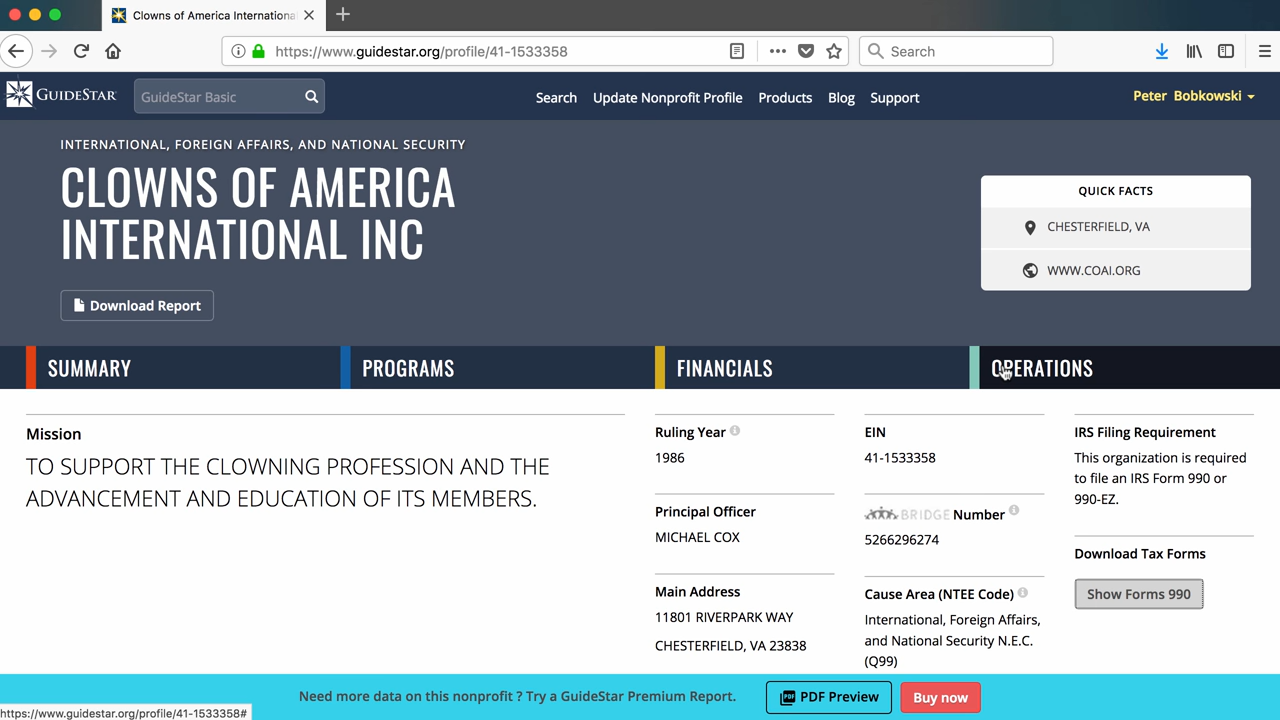 Clowns of America Internationa
https://www.guidestar.org/profile/41-1533358
Search
GUIDESTAR
GuideStar Basic
Search
Update Nonprofit Profile
Products
Blog
Support
Peter Bobkowski
INTERNATIONAL, FOREIGN AFFAIRS, AND NATIONAL SECURITY
CLOWNS OF AMERICA
INTERNATIONAL INC
Download Report
QUICK FACTS
CHESTERFIELD, VA
WWW.COAI.ORG
SUMMARY
PROGRAMS
FINANCIALS
OPERATIONS
Mission
TO SUPPORT THE CLOWNING PROFESSION AND THE
ADVANCEMENT AND EDUCATION OF ITS MEMBERS.
Ruling Year
1986
Principal Officer
MICHAEL COX
Main Address
11801 RIVERPARK WAY
CHESTERFIELD, VA 23838
EIN
41-1533358
BRIDGE Number
5266296274
Cause Area (NTEE Code)
International, Foreign Affairs,
and National Security N.E.C.
(Q99)
IRS Filing Requirement
This organization is required
to file an IRS Form 990 or
990-EZ.
Download Tax Forms
Show Forms 990
Need more data on this nonprofit ? Try a GuideStar Premium Report.
PDF Preview
Buy now
https://www.guidestar.org/profile/41-1533358#